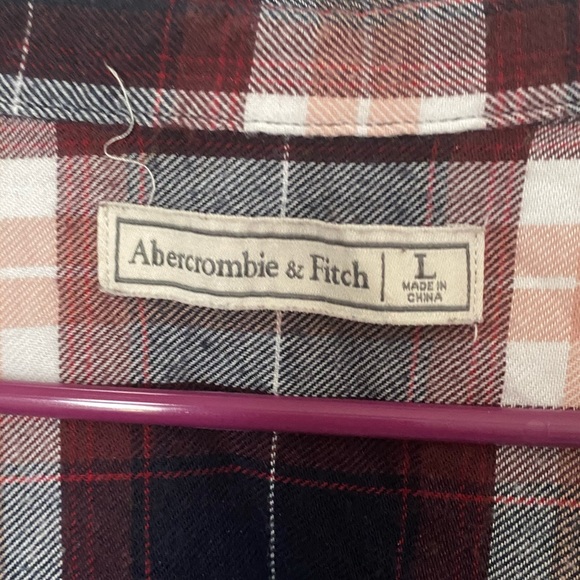 Abercrombie & Fitch
L
MADE IN
CHINA